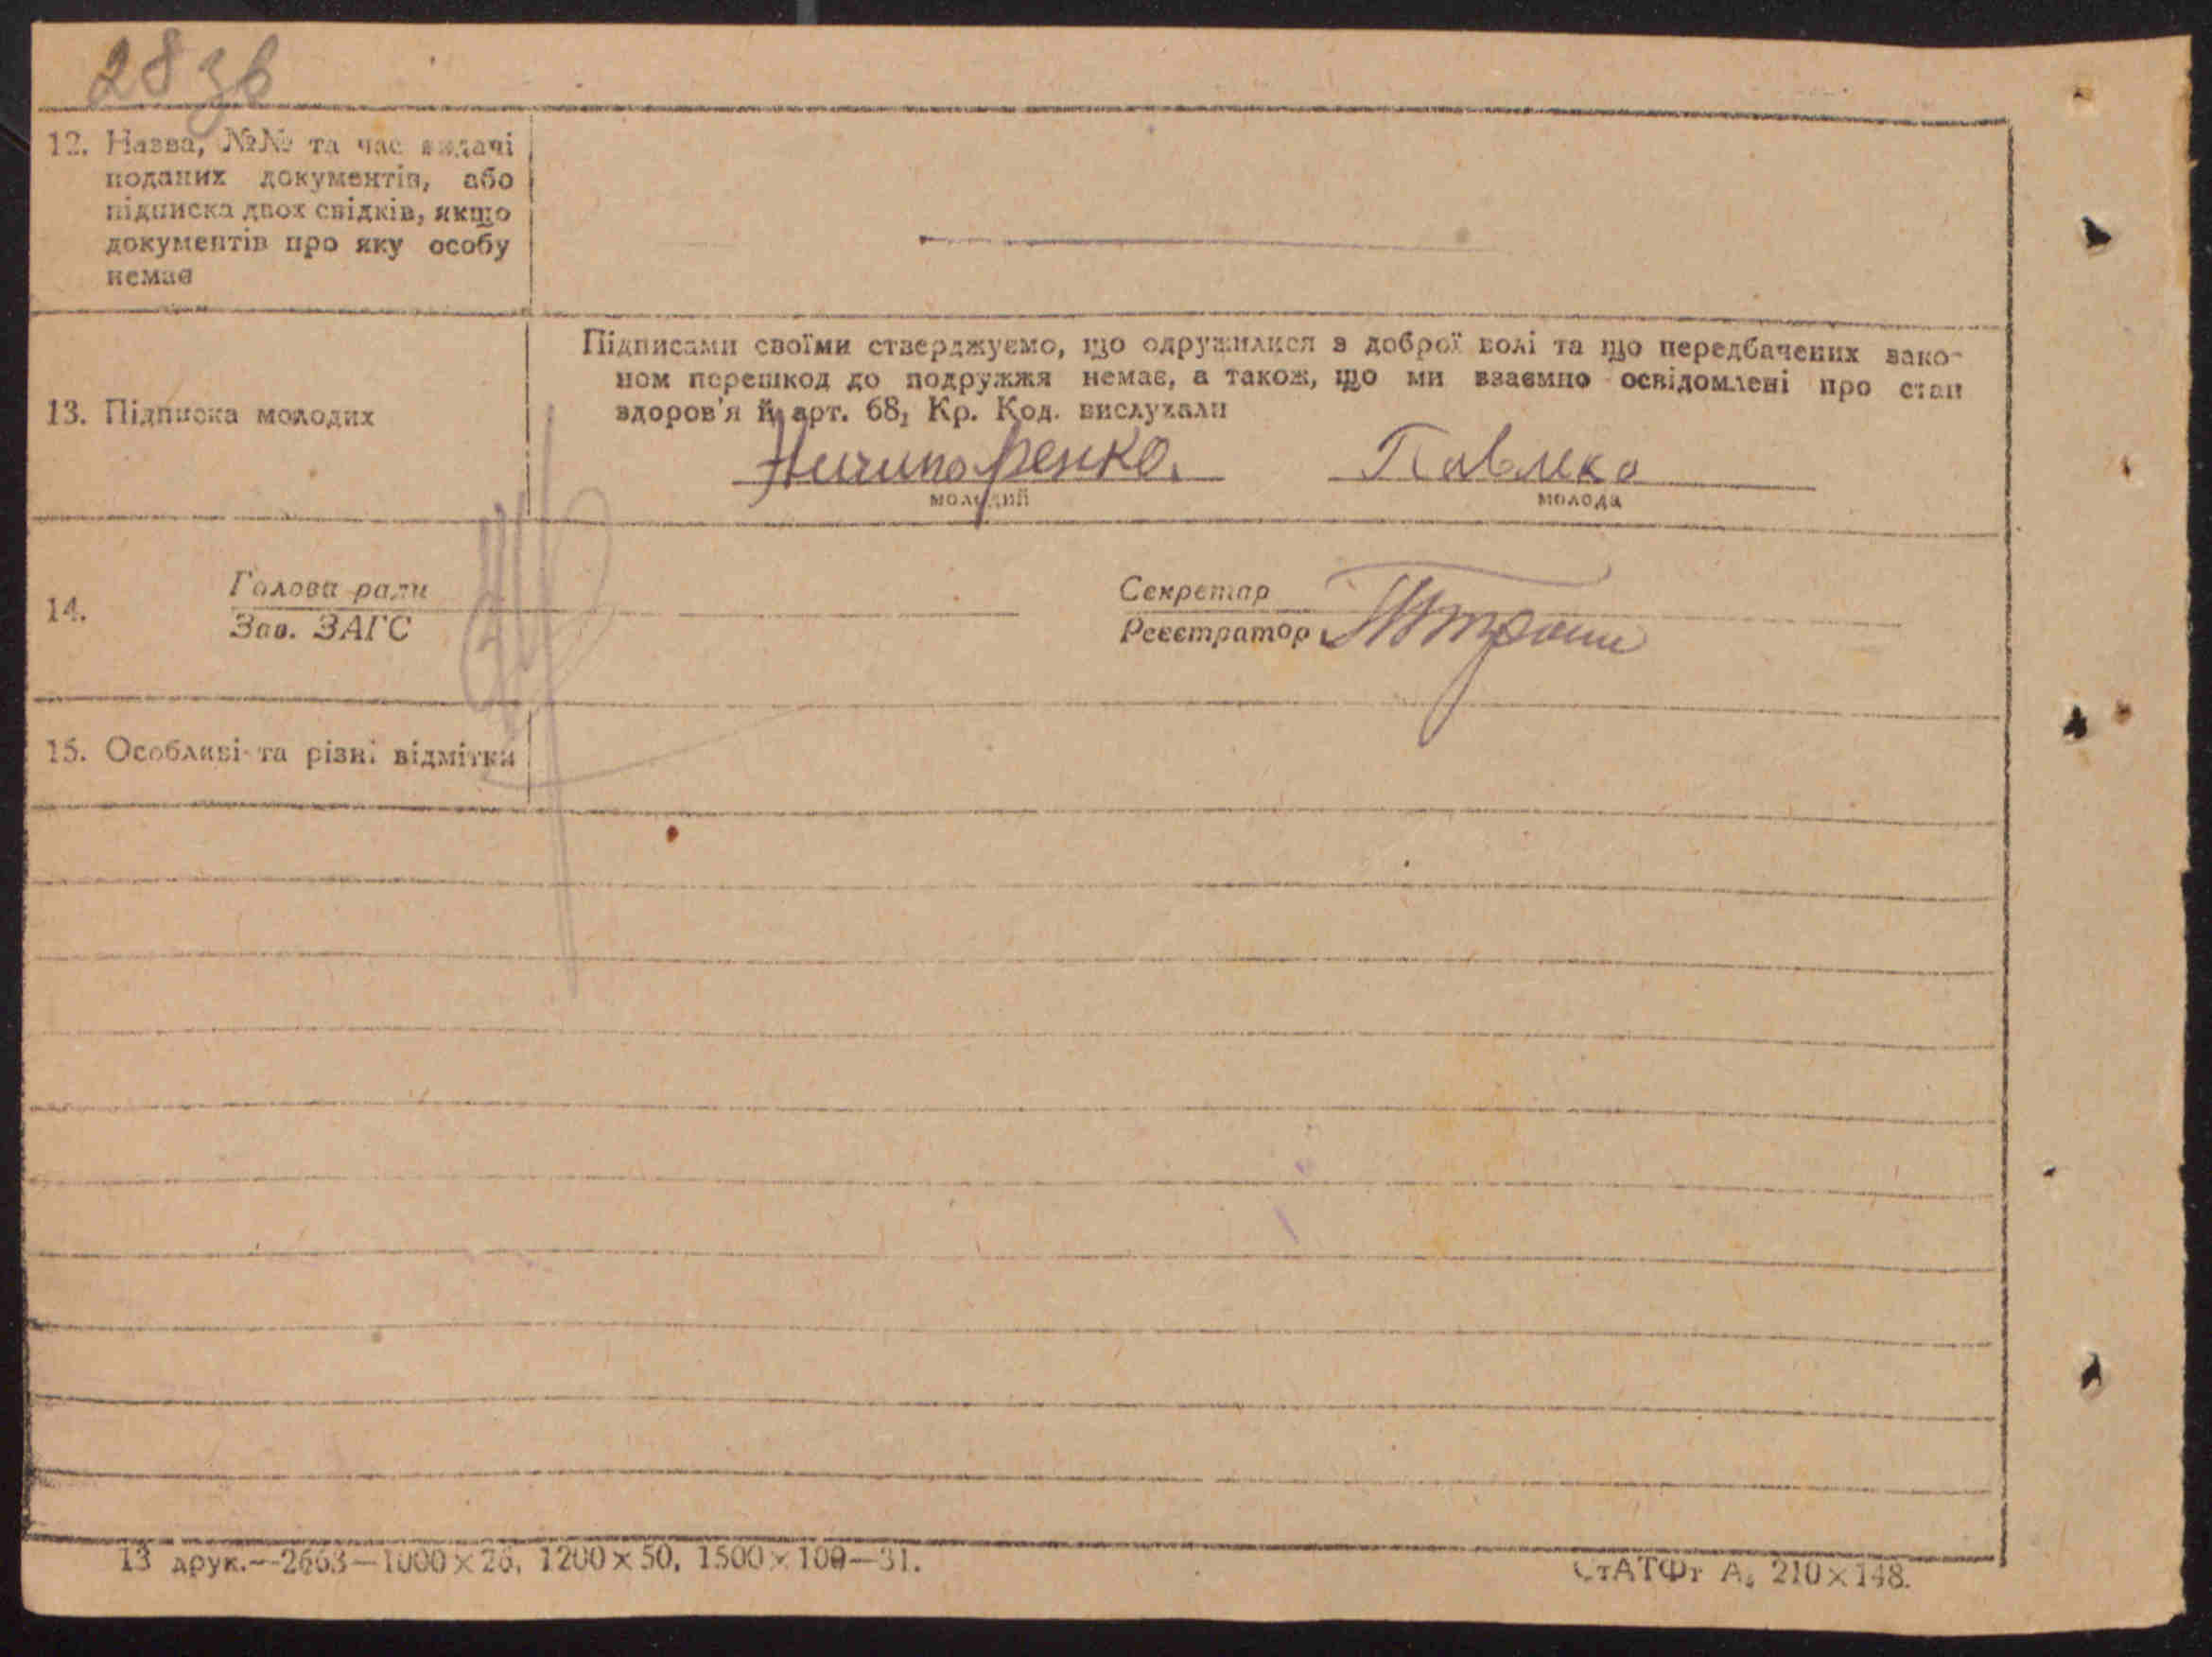 28 зв
12. Назва, №№ та час видачі
поданих документів, або
підписка двох свідків, якщо
документів про яку особу
немає
Підписами своїми стверджуємо, що одружилися з доброї волі та що передбачених зако-
ном перешкод до подружжя немає, а також, що ми взаємно освідомлені про стан
здоров'я й арт. 68, Кр. Код. вислухали
13. Підписка молодих
Ничипоренко. Павлко
молодий молода
14. Голова ради Секретар
Зав. ЗАГС Реєстратор
15. Особливі та різні відмітки
13 друк.—2663—1000×26, 1200×50, 1500×100—31.
СтАТФт А₅ 210×148.